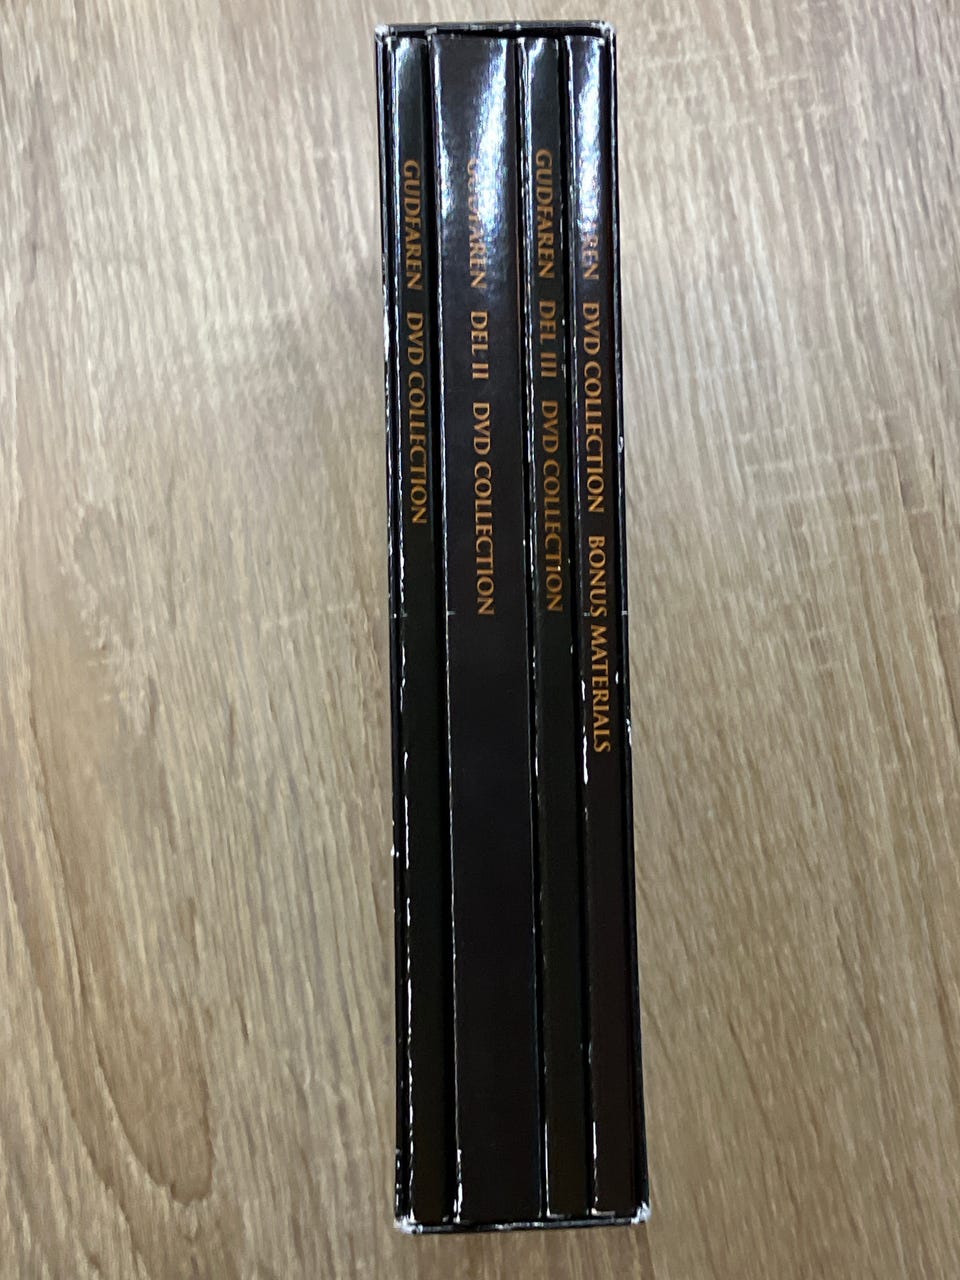 GUDFAREN DVD COLLECTION
GUDFAREN DEL II DVD COLLECTION
GUDFAREN DEL III DVD COLLECTION
DVD COLLECTION BONUS MATERIALS